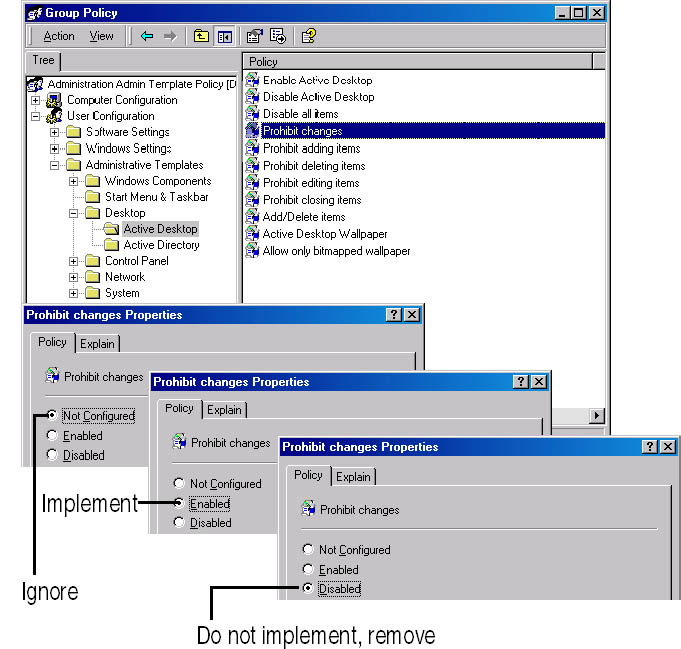 Group Policy
Action View
Tree
Policy
Administration Admin Template Policy [D
Computer Configuration
User Configuration
Software Settings
Windows Settings
Administrative Templates
Windows Components
Start Menu & Taskbar
Desktop
Active Desktop
Active Directory
Control Panel
Network
System
Enable Active Desktop
Disable Active Desktop
Disable all items
Prohibit changes
Prohibit adding items
Prohibit deleting items
Prohibit editing items
Prohibit closing items
Add/Delete items
Active Desktop Wallpaper
Allow only bitmapped wallpaper
Prohibit changes Properties
Policy Explain
Prohibit changes
Not Configured
Enabled
Disabled
Prohibit changes Properties
Policy Explain
Prohibit changes
Not Configured
Enabled
Disabled
Prohibit changes Properties
Policy Explain
Prohibit changes
Not Configured
Enabled
Disabled
Implement
Ignore
Do not implement, remove